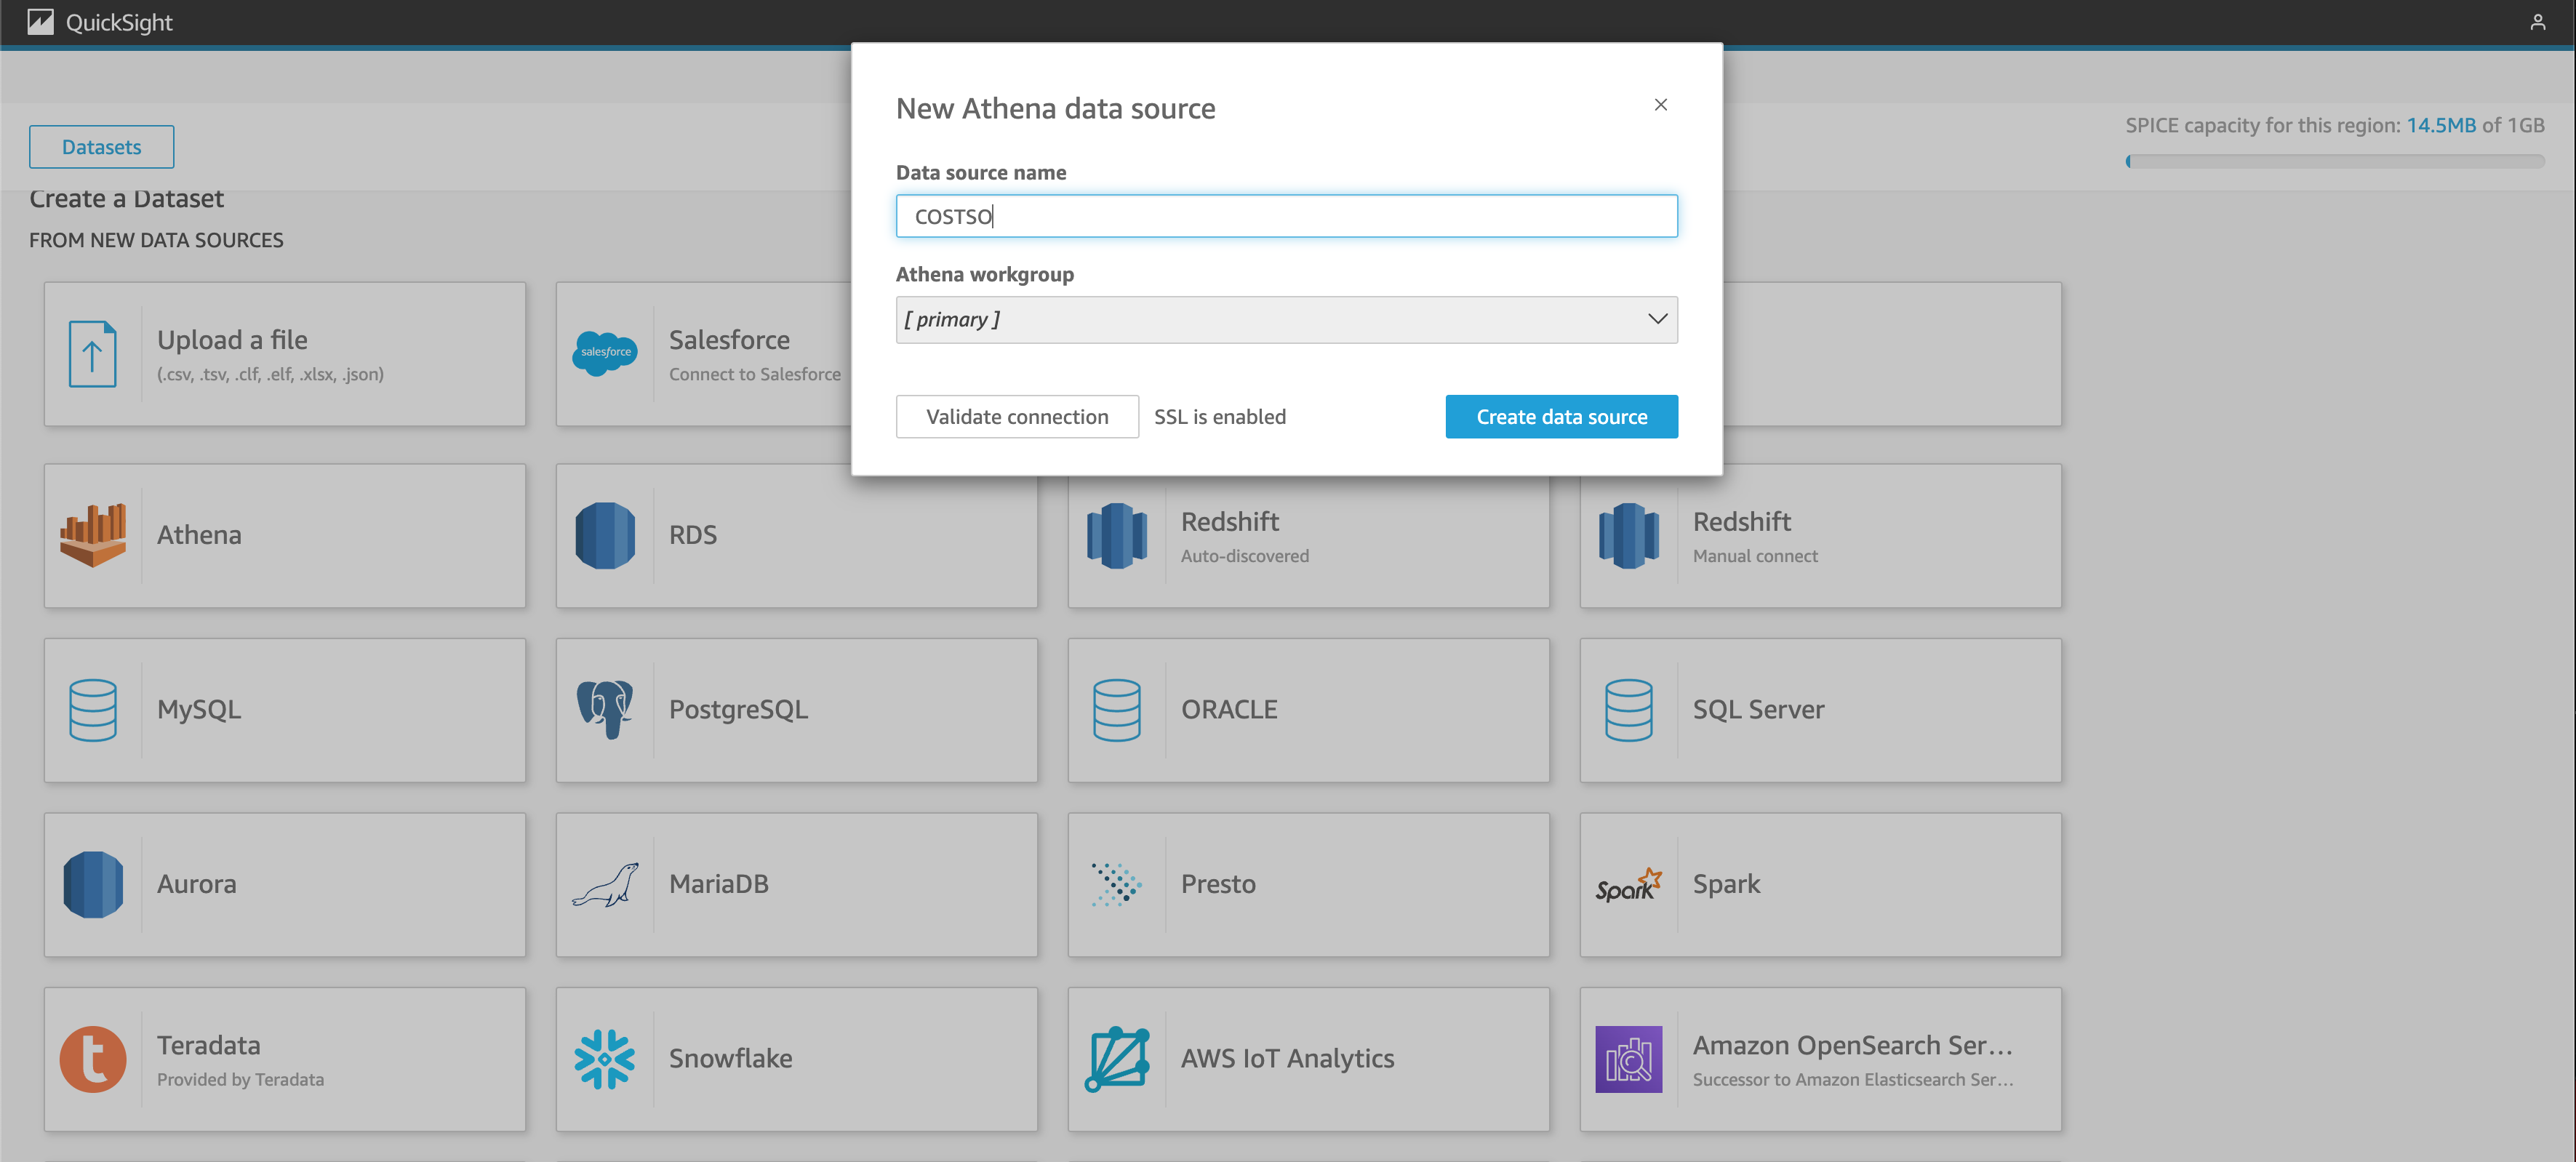 QuickSight
New Athena data source
Datasets
SPICE capacity for this region: 14.5MB of 1GB
Data source name
COSTSO
Create a Dataset
FROM NEW DATA SOURCES
Athena workgroup
[ primary ]
Validate connection
SSL is enabled
Create data source
Upload a file
(.csv, .tsv, .clf, .elf, .xlsx, .json)
salesforce
Salesforce
Connect to Salesforce
Athena
RDS
Redshift
Auto-discovered
Redshift
Manual connect
MySQL
PostgreSQL
ORACLE
SQL Server
Aurora
MariaDB
Presto
Spark
Spark
t
Teradata
Provided by Teradata
Snowflake
AWS IoT Analytics
Amazon OpenSearch Ser...
Successor to Amazon Elasticsearch Ser...